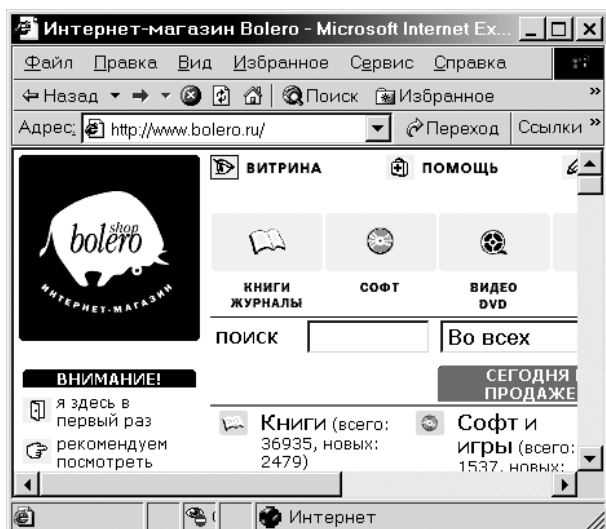 Интернет-магазин Bolero - Microsoft Internet Ex...
Файл Правка Вид Избранное Сервис Справка
Назад Поиск Избранное »
Адрес: http://www.bolero.ru/ Переход Ссылки »
ВИТРИНА ПОМОЩЬ
shop
bolero
ИНТЕРНЕТ-МАГАЗИН
КНИГИ
ЖУРНАЛЫ
СОФТ
ВИДЕО
DVD
ПОИСК Во всех
ВНИМАНИЕ!
я здесь в
первый раз
рекомендуем
посмотреть
СЕГОДНЯ
ПРОДАЖЕ
Книги (всего:
36935, новых:
2479)
Софт и
игры (всего:
1537, новых:
Интернет